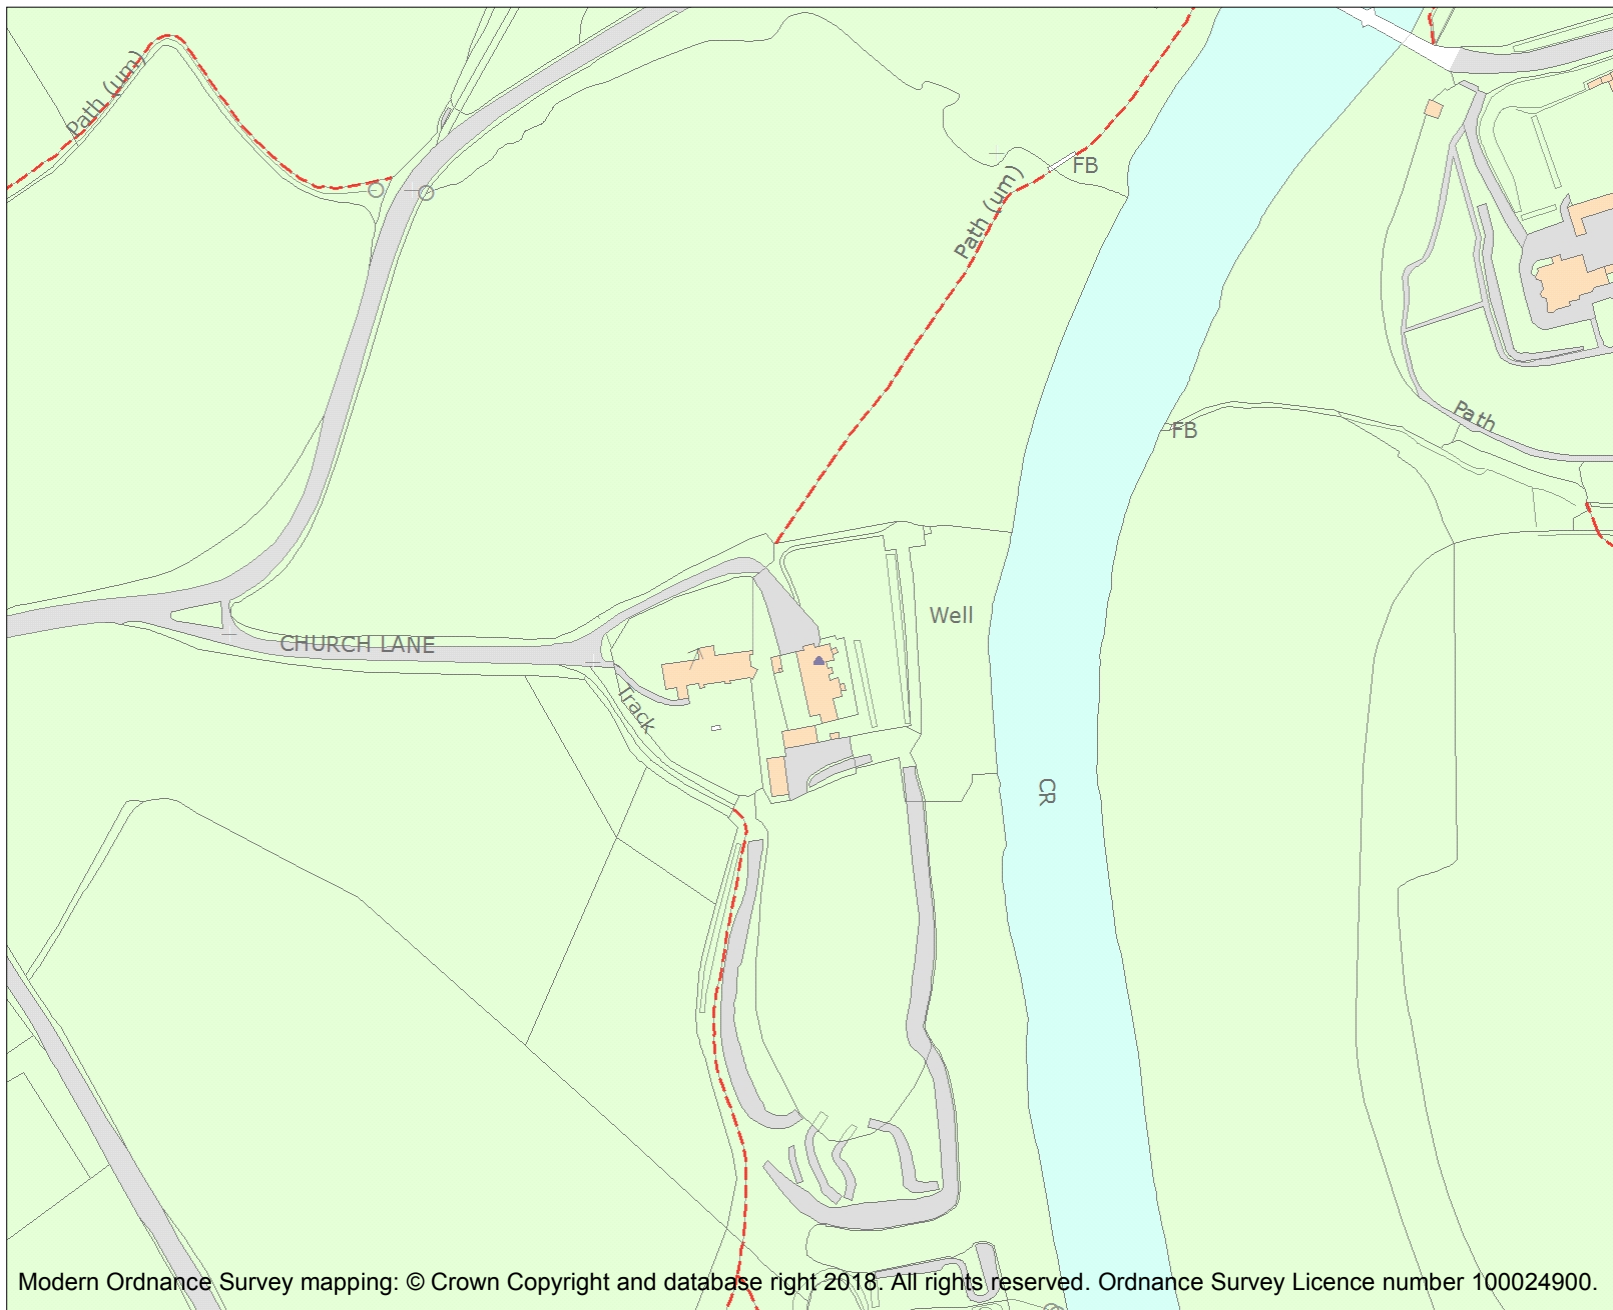 Path (um)
FB
Path (um)
Path
FB
Well
CHURCH LANE
Track
CR
Modern Ordnance Survey mapping: © Crown Copyright and database right 2018. All rights reserved. Ordnance Survey Licence number 100024900.